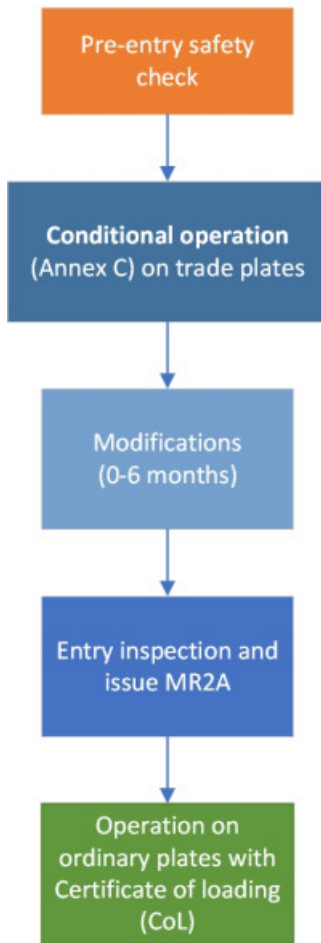 Pre-entry safety
check
Conditional operation
(Annex C) on trade plates
Modifications
(0-6 months)
Entry inspection and
issue MR2A
Operation on
ordinary plates with
Certificate of loading
(CoL)